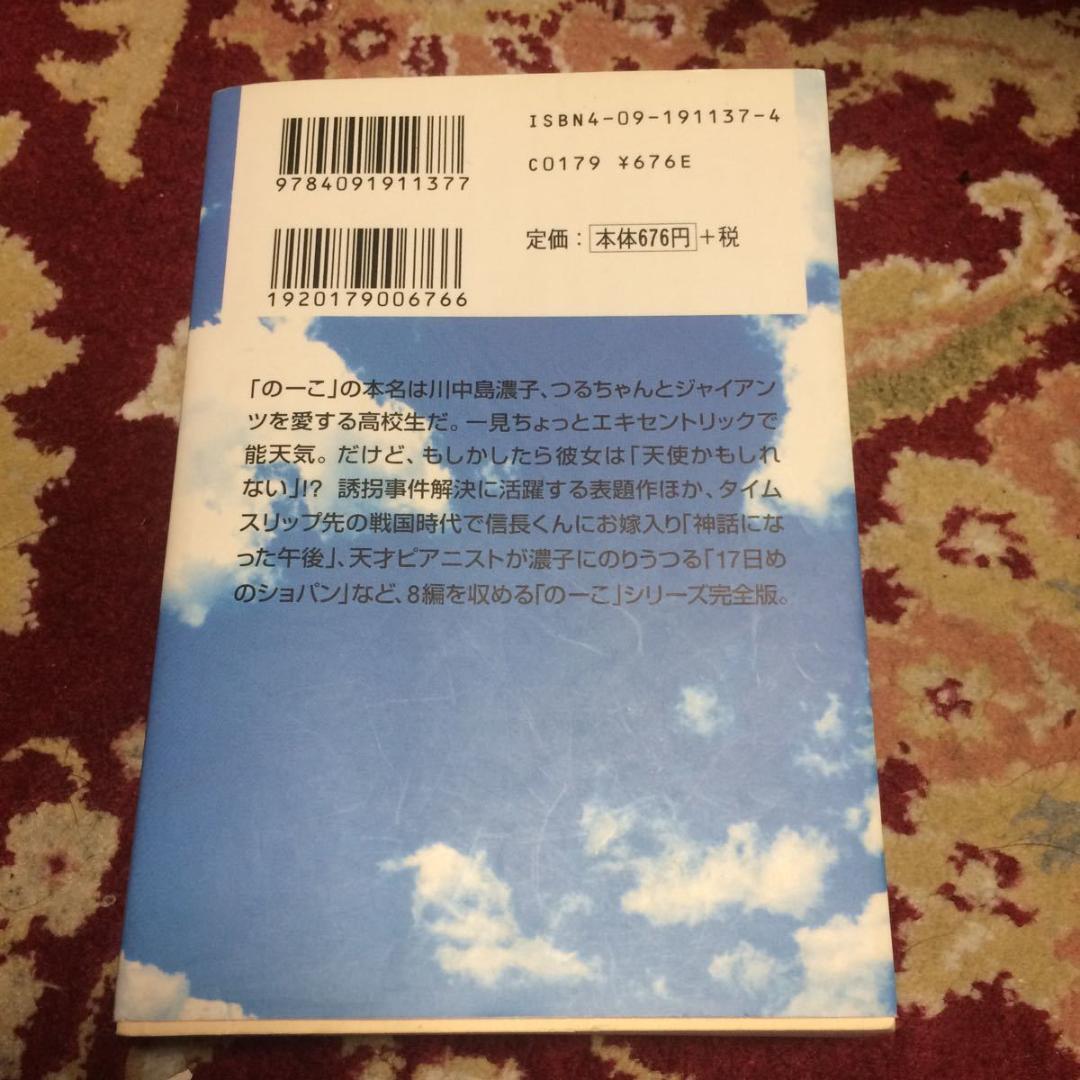 ISBN4-09-191137-4
C0179 ¥676E
9784091911377
定価：本体676円+税
1920179006766
「のーこ」の本名は川中島濃子、つるちゃんとジャイアン
ツを愛する高校生だ。一見ちょっとエキセントリックで
能天気。だけど、もしかしたら彼女は「天使かもしれ
ない」!? 誘拐事件解決に活躍する表題作ほか、タイム
スリップ先の戦国時代で信長くんにお嫁入り「神話にな
った午後」、天才ピアニストが濃子にのりうつる「17日め
のショパン」など、8編を収める「のーこ」シリーズ完全版。